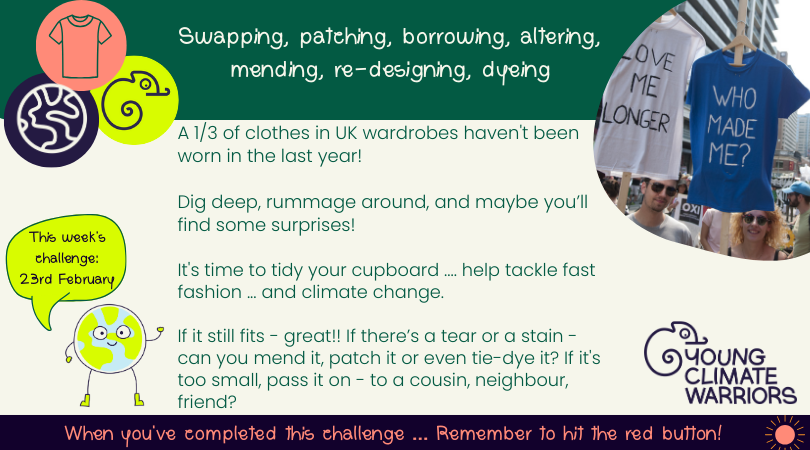 Swapping, patching, borrowing, altering,
mending, re-designing, dyeing
LOVE
ME
LONGER
WHO
MADE
ME?
OXI
A 1/3 of clothes in UK wardrobes haven't been
worn in the last year!
Dig deep, rummage around, and maybe you'll
find some surprises!
It's time to tidy your cupboard .... help tackle fast
fashion ... and climate change.
If it still fits - great!! If there's a tear or a stain -
can you mend it, patch it or even tie-dye it? If it's
too small, pass it on - to a cousin, neighbour,
friend?
This week's
challenge:
23rd February
YOUNG
CLIMATE
WARRIORS
When you've completed this challenge ... Remember to hit the red button!